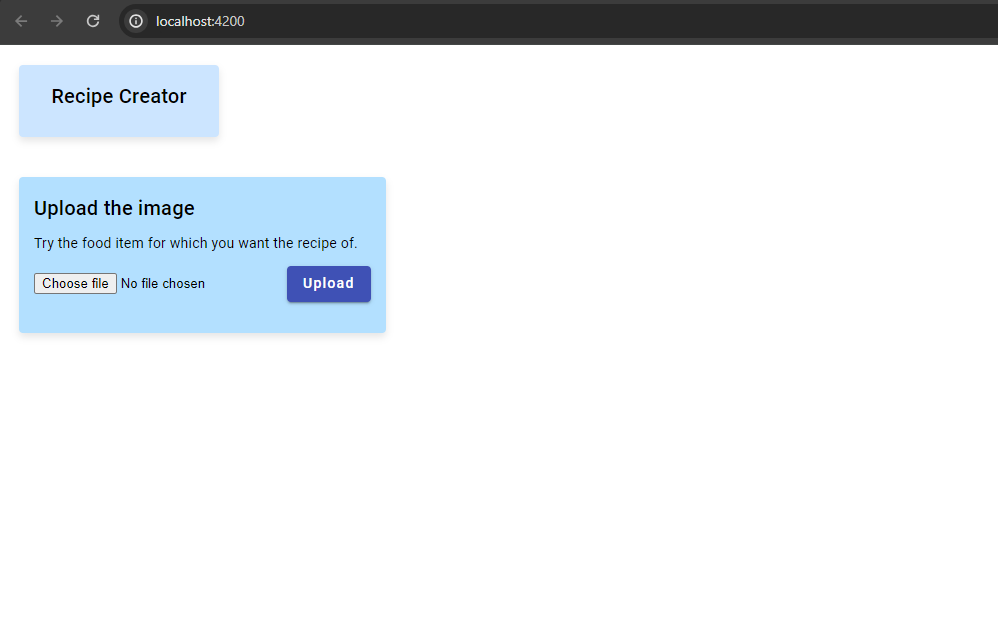 localhost:4200
Recipe Creator
Upload the image
Try the food item for which you want the recipe of.
Choose file No file chosen Upload